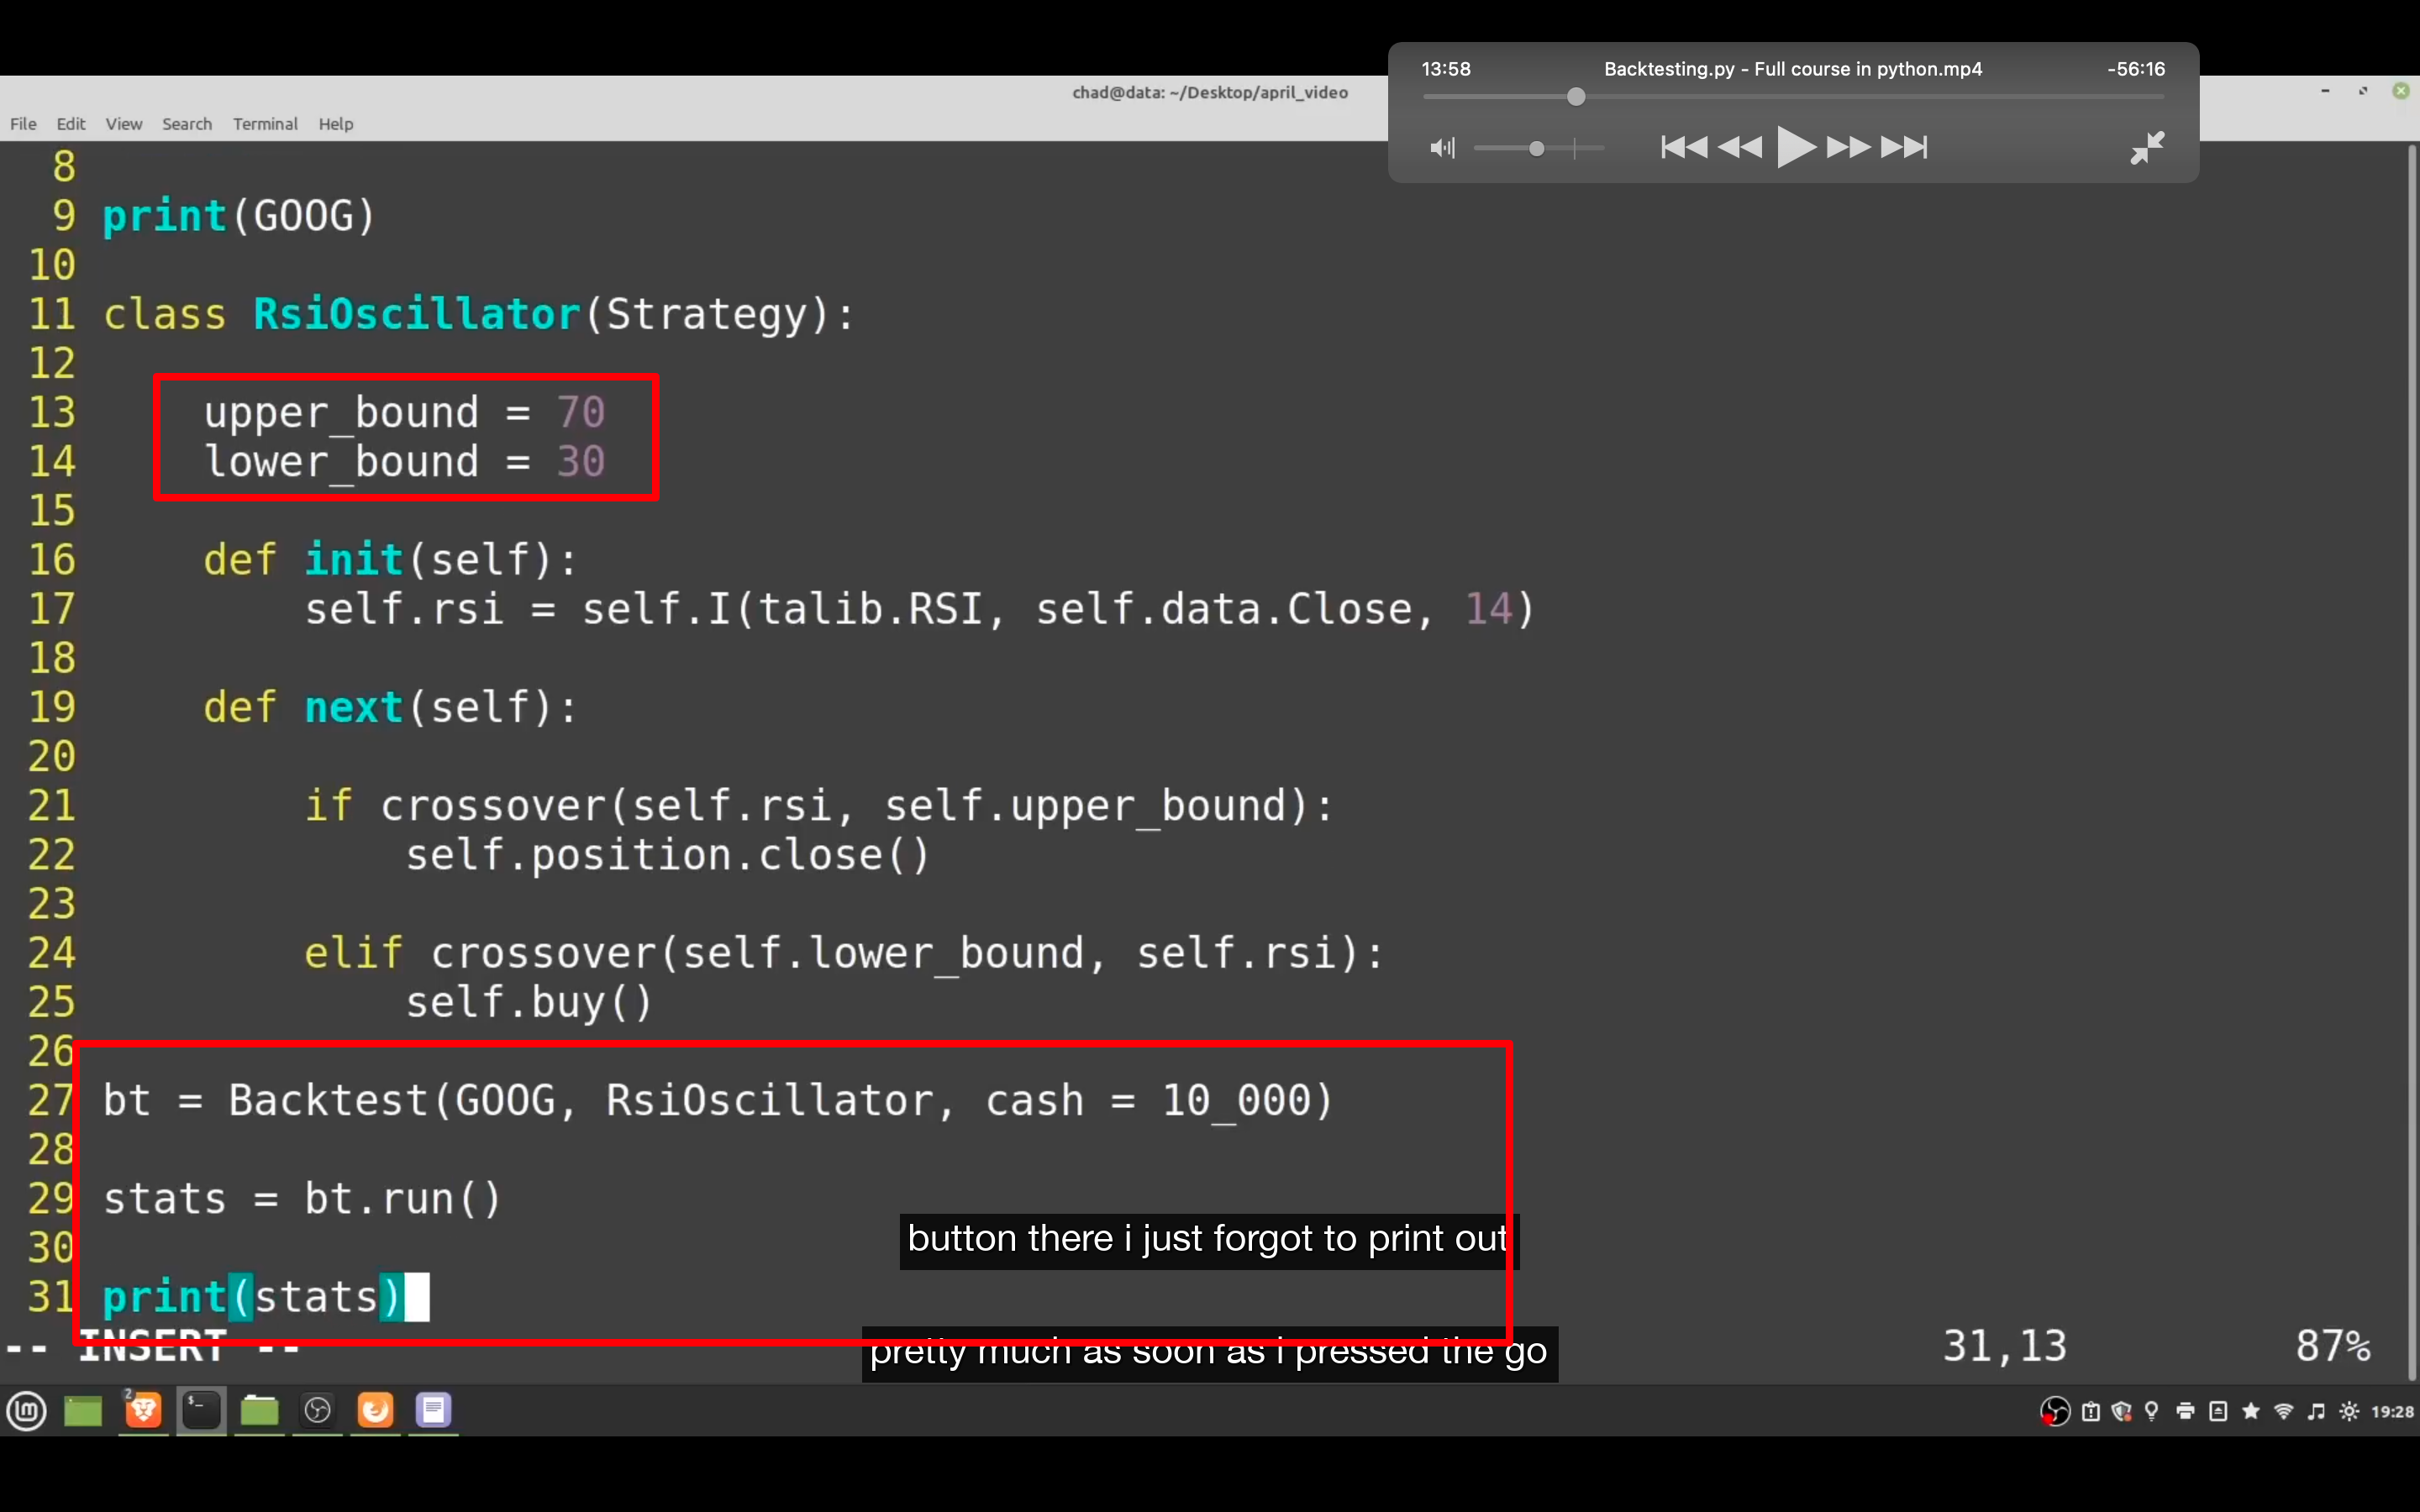 13:58 Backtesting.py - Full course in python.mp4 -56:16
chad@data: ~/Desktop/april_video
File Edit View Search Terminal Help
8
9 print(GOOG)
10
11 class RsiOscillator(Strategy):
12
13 upper_bound = 70
14 lower_bound = 30
15
16 def init(self):
17 self.rsi = self.I(talib.RSI, self.data.Close, 14)
18
19 def next(self):
20
21 if crossover(self.rsi, self.upper_bound):
22 self.position.close()
23
24 elif crossover(self.lower_bound, self.rsi):
25 self.buy()
26
27 bt = Backtest(GOOG, RsiOscillator, cash = 10_000)
28
29 stats = bt.run()
button there i just forgot to print out
30
31 print(stats)
-- INSERT -- 31,13 87%
pretty much as soon as i pressed the go
2
$_
19:28